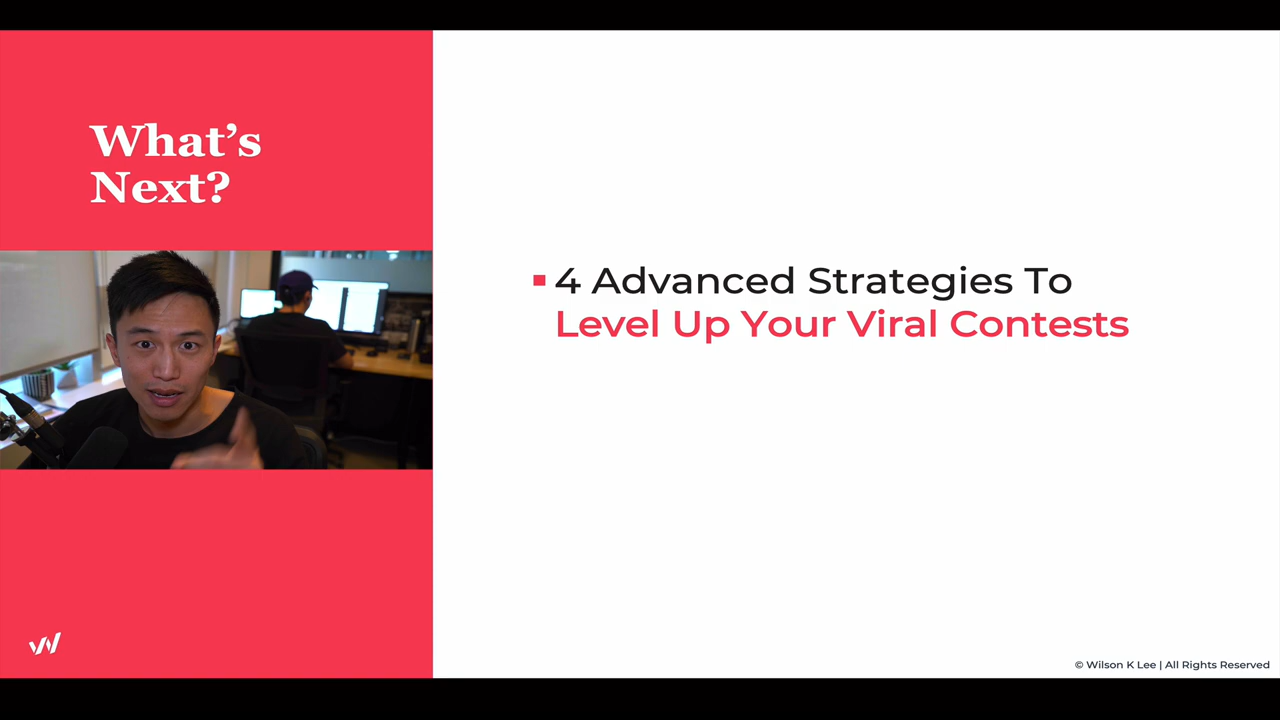 What's
Next?
4 Advanced Strategies To
Level Up Your Viral Contests
© Wilson K Lee | All Rights Reserved